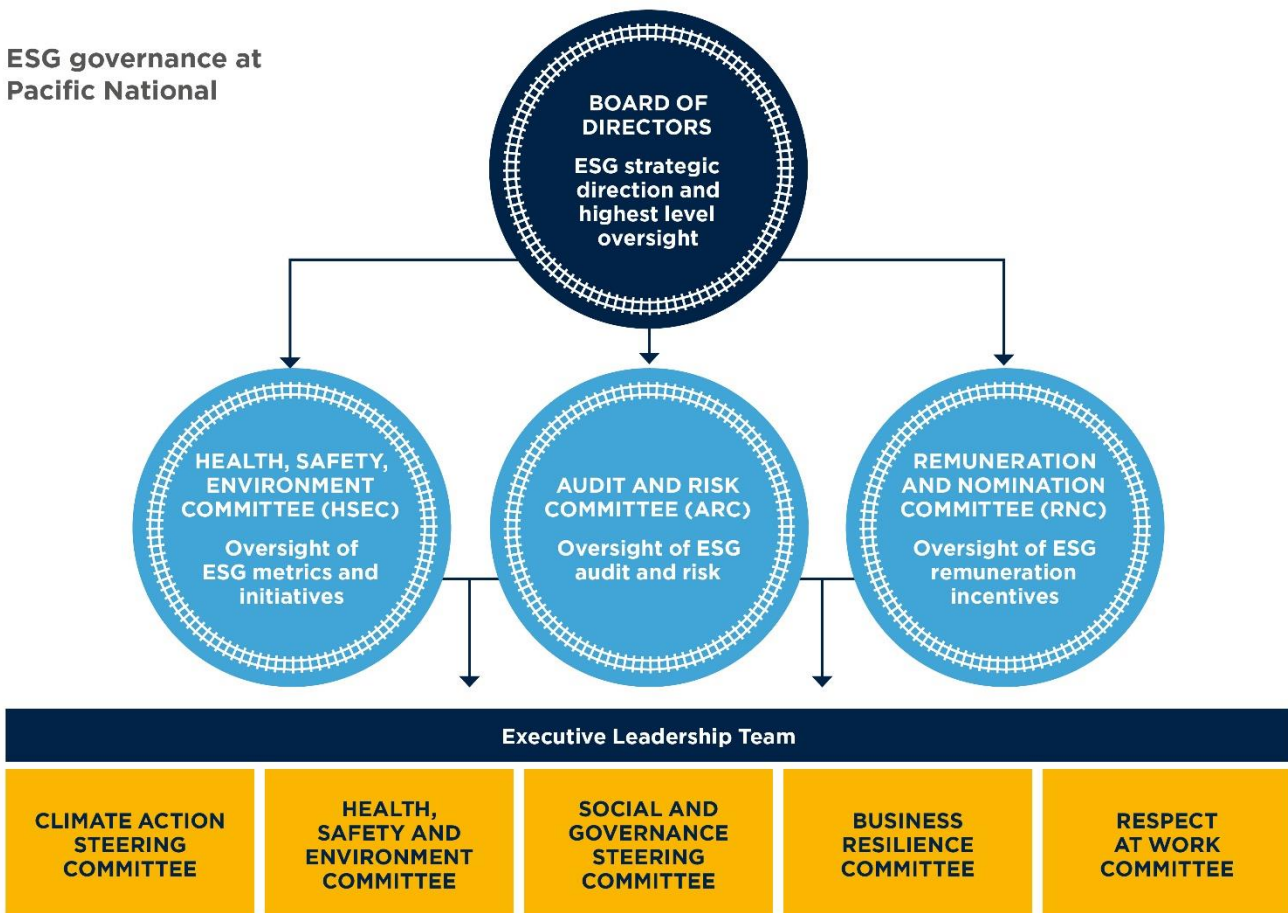 ESG governance at
Pacific National
BOARD OF
DIRECTORS
ESG strategic
direction and
highest level
oversight
HEALTH, SAFETY,
ENVIRONMENT
COMMITTEE (HSEC)
Oversight of
ESG metrics and
initiatives
AUDIT AND RISK
COMMITTEE (ARC)
Oversight of ESG
audit and risk
REMUNERATION
AND NOMINATION
COMMITTEE (RNC)
Oversight of ESG
remuneration
incentives
Executive Leadership Team
CLIMATE ACTION
STEERING
COMMITTEE
HEALTH,
SAFETY AND
ENVIRONMENT
COMMITTEE
SOCIAL AND
GOVERNANCE
STEERING
COMMITTEE
BUSINESS
RESILIENCE
COMMITTEE
RESPECT
AT WORK
COMMITTEE